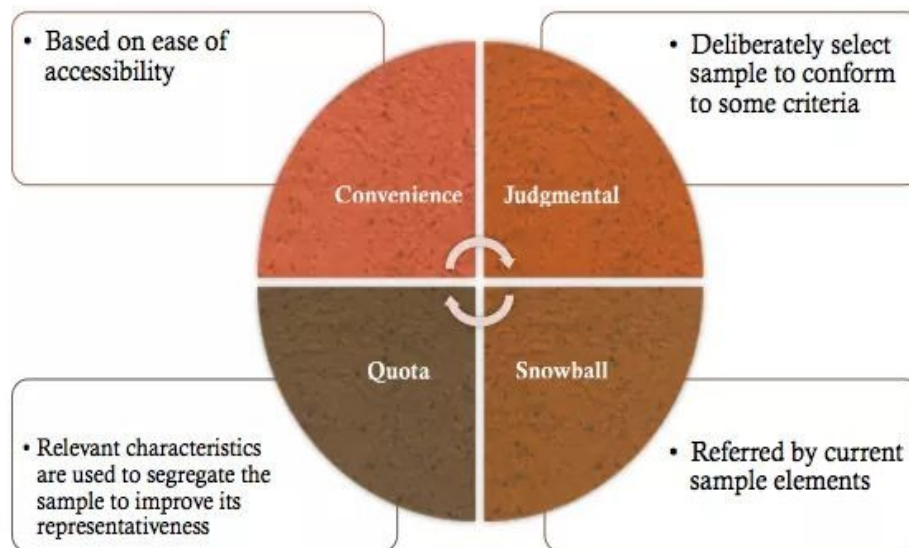 • Based on ease of
accessibility
• Deliberately select
sample to conform
to some criteria
Convenience
Judgmental
Quota
Snowball
• Relevant characteristics
are used to segregate the
sample to improve its
representativeness
• Referred by current
sample elements